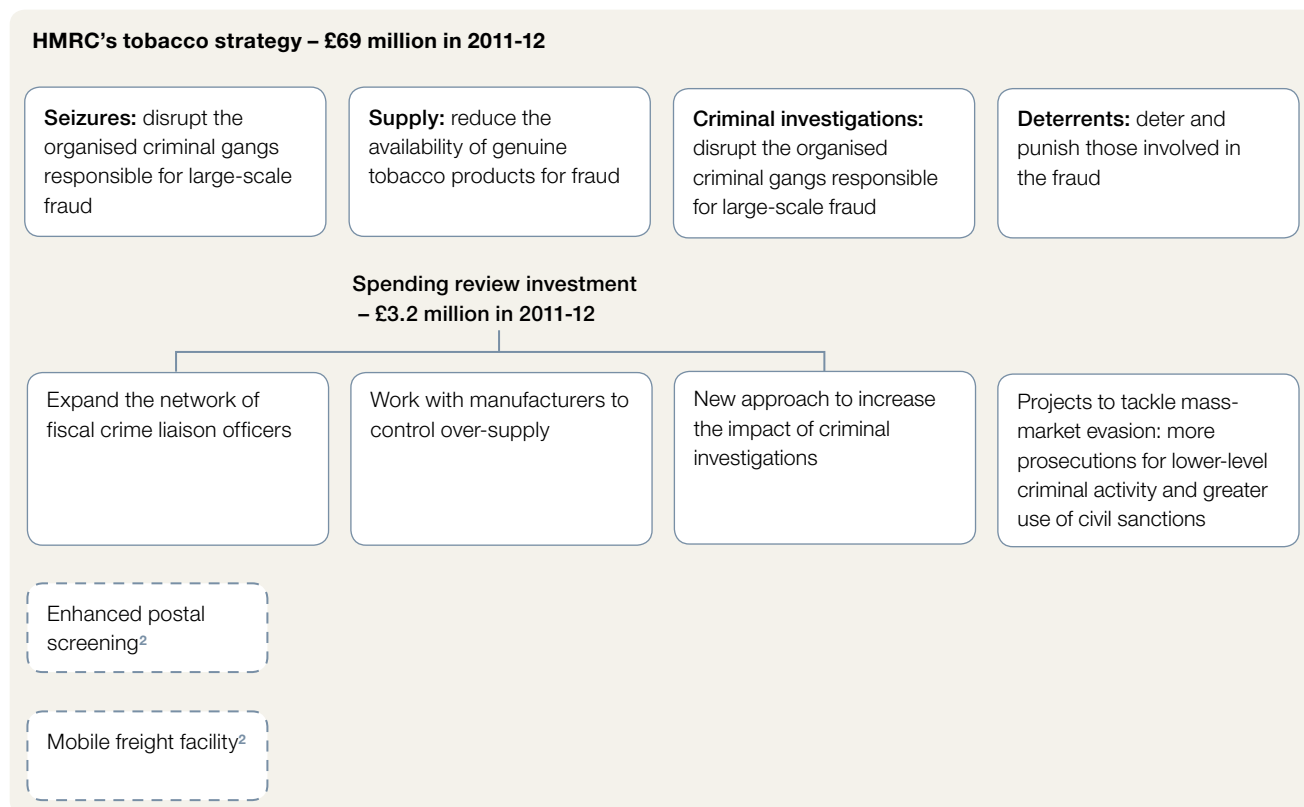 HMRC’s tobacco strategy – £69 million in 2011-12
Seizures: disrupt the
organised criminal gangs
responsible for large-scale
fraud
Supply: reduce the
availability of genuine
tobacco products for fraud
Criminal investigations:
disrupt the organised
criminal gangs responsible
for large-scale fraud
Deterrents: deter and
punish those involved in
the fraud
Spending review investment
– £3.2 million in 2011-12
Expand the network of
fiscal crime liaison officers
Work with manufacturers to
control over-supply
New approach to increase
the impact of criminal
investigations
Projects to tackle mass-
market evasion: more
prosecutions for lower-level
criminal activity and greater
use of civil sanctions
Enhanced postal
screening²
Mobile freight facility²